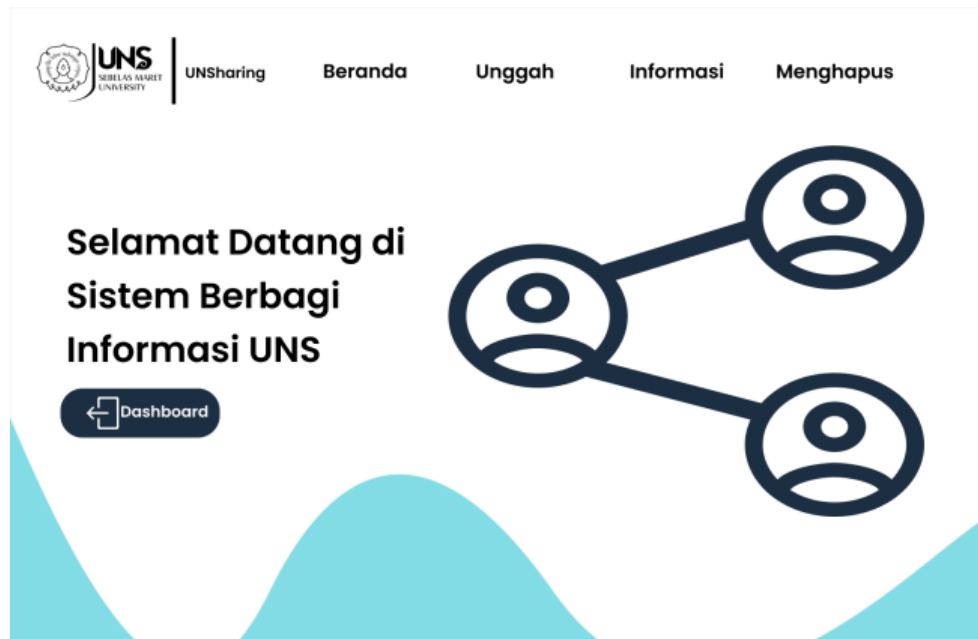 UNS
SEBELAS MARET
UNIVERSITY
UNSharing
Beranda
Unggah
Informasi
Menghapus
Selamat Datang di
Sistem Berbagi
Informasi UNS
Dashboard